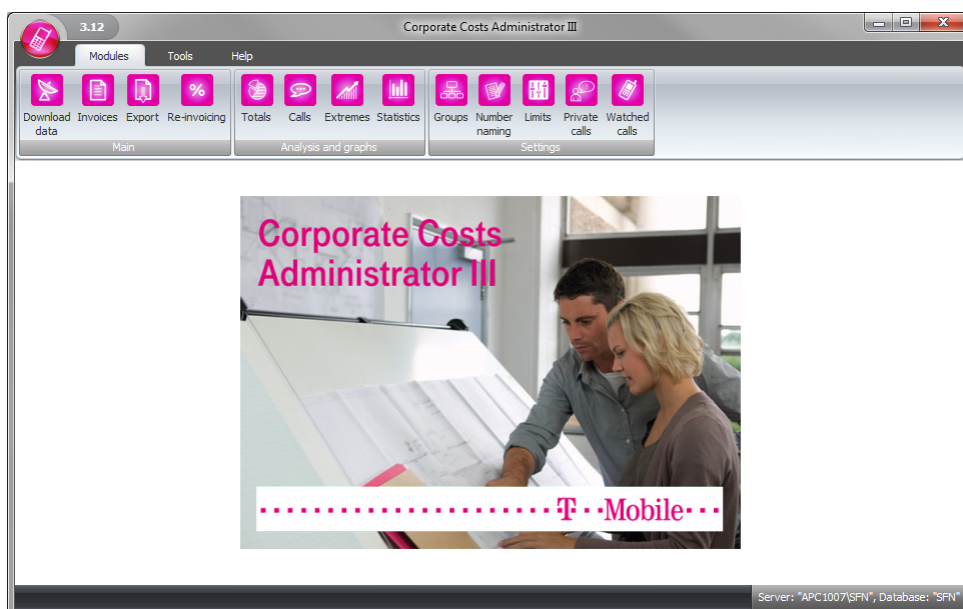 3.12
Corporate Costs Administrator III
Modules Tools Help
Download Invoices Export Re-invoicing Totals Calls Extremes Statistics Groups Number Limits Private Watched
data naming calls calls
Main Analysis and graphs Settings
Corporate Costs
Administrator III
T··Mobile
Server: "APC1007\SFN", Database: "SFN"